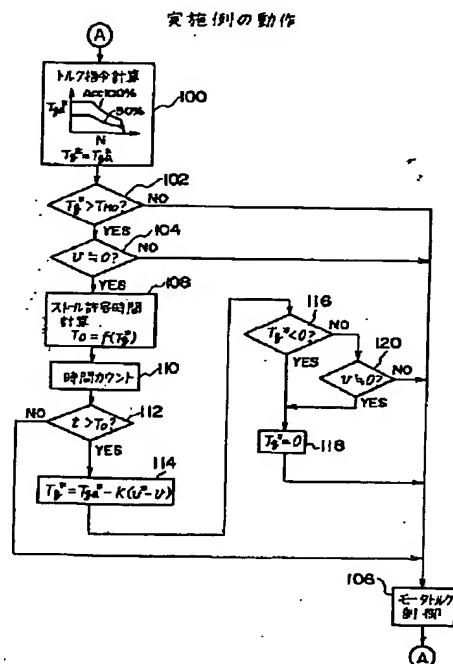 実施例の動作
A
トルク指令計算
Acc100%
50%
N
100
102
NO
YES
104
υ≒0?
NO
YES
108
ストール許容時間
計算
110
時間カウント
112
NO
t>To?
YES
114
116
NO
YES
120
υ≒0?
NO
YES
118
106
モータトルク
制御
A